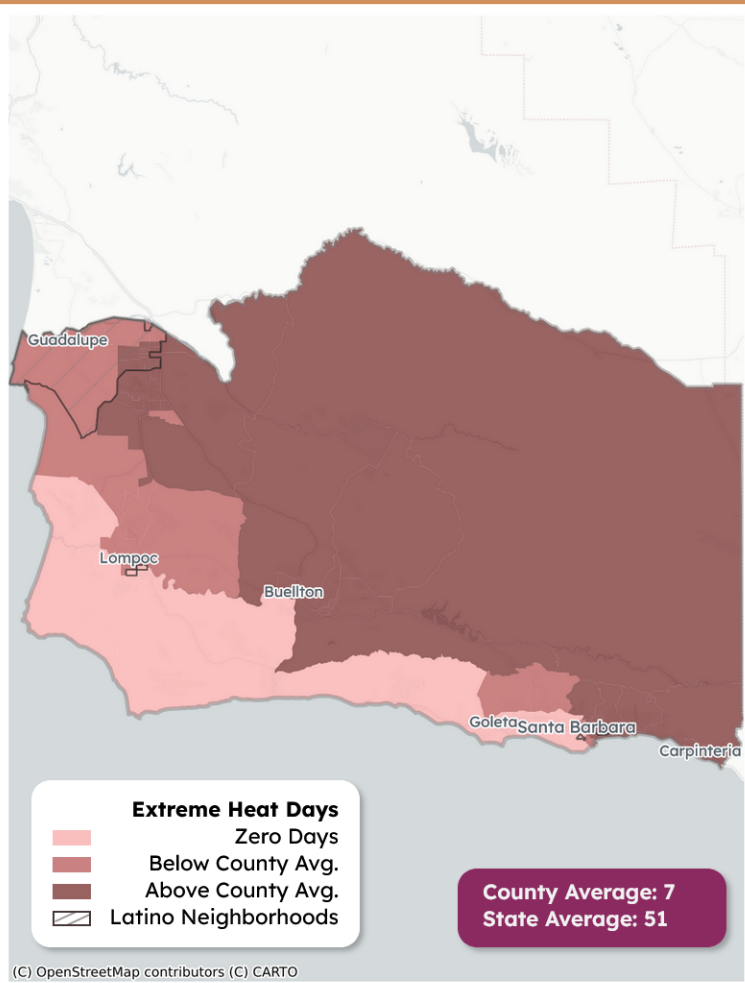 Guadalupe
Lompoc
Buellton
Goleta
Santa Barbara
Carpinteria
Extreme Heat Days
Zero Days
Below County Avg.
Above County Avg.
Latino Neighborhoods
County Average: 7
State Average: 51
(C) OpenStreetMap contributors (C) CARTO